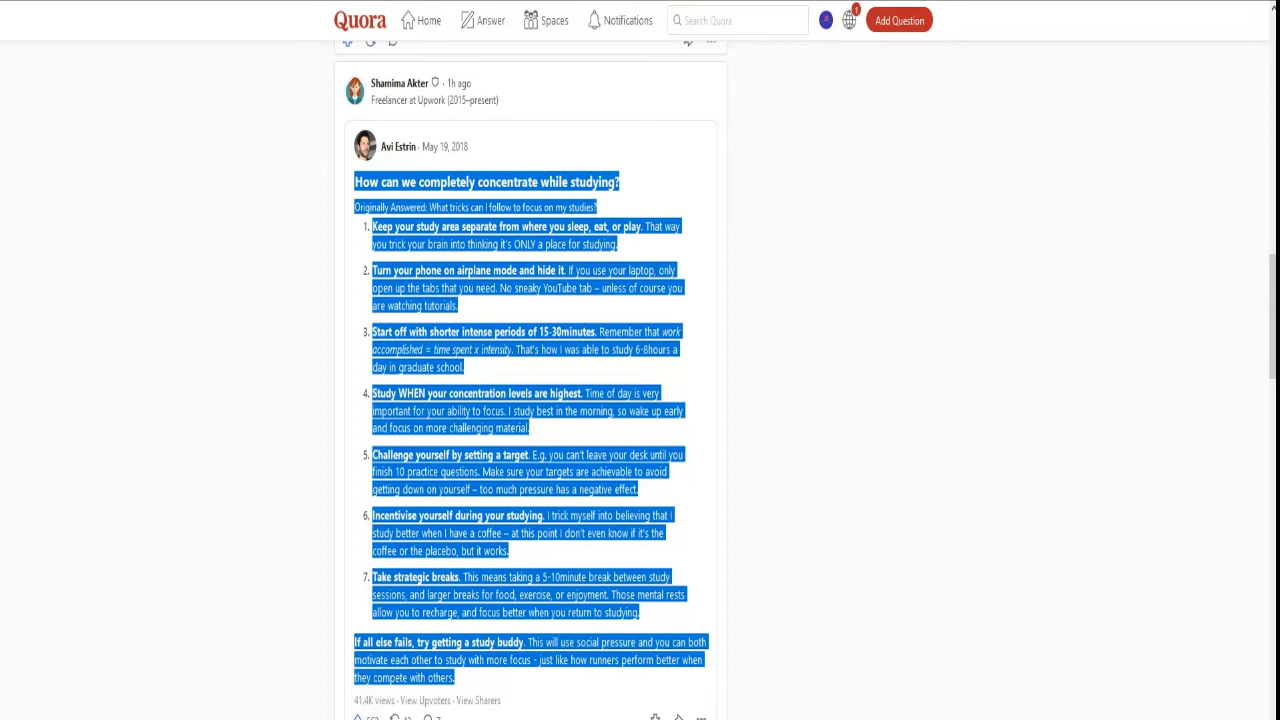 Quora Home Answer Spaces Notifications Search Quora 1 Add Question
Shamima Akter · 1h ago
Freelancer at Upwork (2015–present)
Avi Estrin · May 19, 2018
How can we completely concentrate while studying?
Originally Answered: What tricks can I follow to focus on my studies?
1. Keep your study area separate from where you sleep, eat, or play. That way
you trick your brain into thinking it's ONLY a place for studying.
2. Turn your phone on airplane mode and hide it. If you use your laptop, only
open up the tabs that you need. No sneaky YouTube tab – unless of course you
are watching tutorials.
3. Start off with shorter intense periods of 15-30minutes. Remember that work
accomplished = time spent x intensity. That's how I was able to study 6-8hours a
day in graduate school.
4. Study WHEN your concentration levels are highest. Time of day is very
important for your ability to focus. I study best in the morning, so wake up early
and focus on more challenging material.
5. Challenge yourself by setting a target. E.g. you can't leave your desk until you
finish 10 practice questions. Make sure your targets are achievable to avoid
getting down on yourself – too much pressure has a negative effect.
6. Incentivise yourself during your studying. I trick myself into believing that I
study better when I have a coffee – at this point I don't even know if it's the
coffee or the placebo, but it works.
7. Take strategic breaks. This means taking a 5-10minute break between study
sessions, and larger breaks for food, exercise, or enjoyment. Those mental rests
allow you to recharge, and focus better when you return to studying.
If all else fails, try getting a study buddy. This will use social pressure and you can both
motivate each other to study with more focus - just like how runners perform better when
they compete with others.
41.4K views · View Upvoters · View Sharers